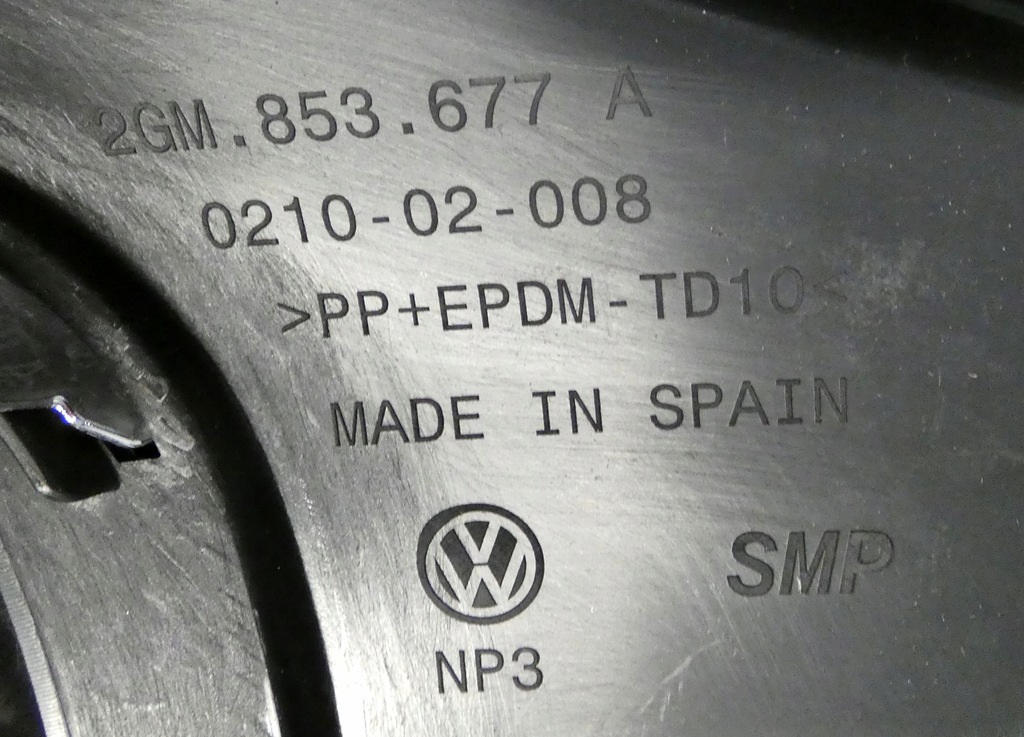 2GM.853.677 A
0210-02-008
>PP+EPDM-TD10<
MADE IN SPAIN
SMP
NP3